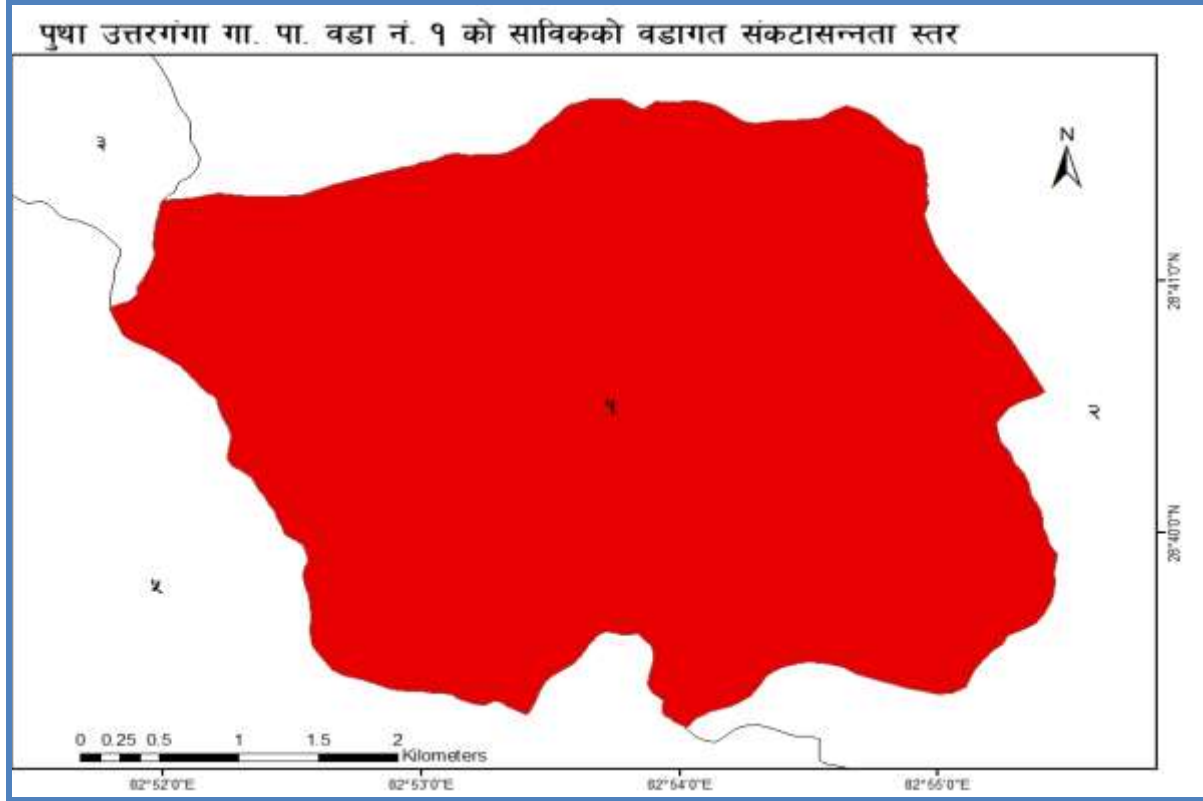 पुथा उत्तरगंगा गा. पा. वडा नं. १ को साविकको वडागत संकटासन्नता स्तर
३
N
28°41'0"N
१
२
28°40'0"N
५
0 0.25 0.5 1 1.5 2
Kilometers
82°52'0"E 82°53'0"E 82°54'0"E 82°55'0"E